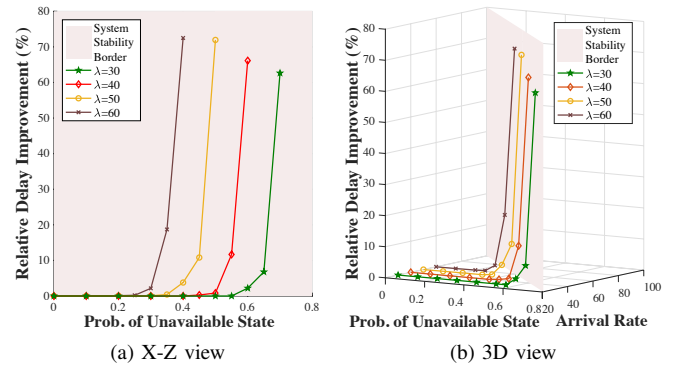 80
70
60
50
40
30
20
10
0
Relative Delay Improvement (%)
System
Stability
Border
λ=30
λ=40
λ=50
λ=60
0 0.2 0.4 0.6 0.8
Prob. of Unavailable State
(a) X-Z view
80
70
60
50
40
30
20
10
0
Relative Delay Improvement (%)
System
Stability
Border
λ=30
λ=40
λ=50
λ=60
0 0.2 0.4 0.6 0.8
Prob. of Unavailable State
20 40 60 80 100
Arrival Rate
(b) 3D view